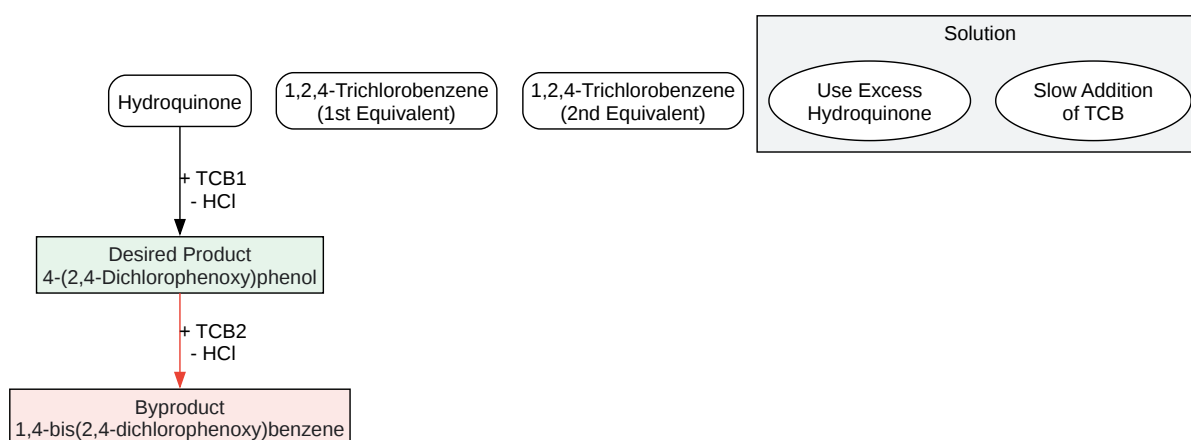 Solution
Hydroquinone
1,2,4-Trichlorobenzene
(1st Equivalent)
1,2,4-Trichlorobenzene
(2nd Equivalent)
Use Excess
Hydroquinone
Slow Addition
of TCB
+ TCB1
- HCl
Desired Product
4-(2,4-Dichlorophenoxy)phenol
+ TCB2
- HCl
Byproduct
1,4-bis(2,4-dichlorophenoxy)benzene